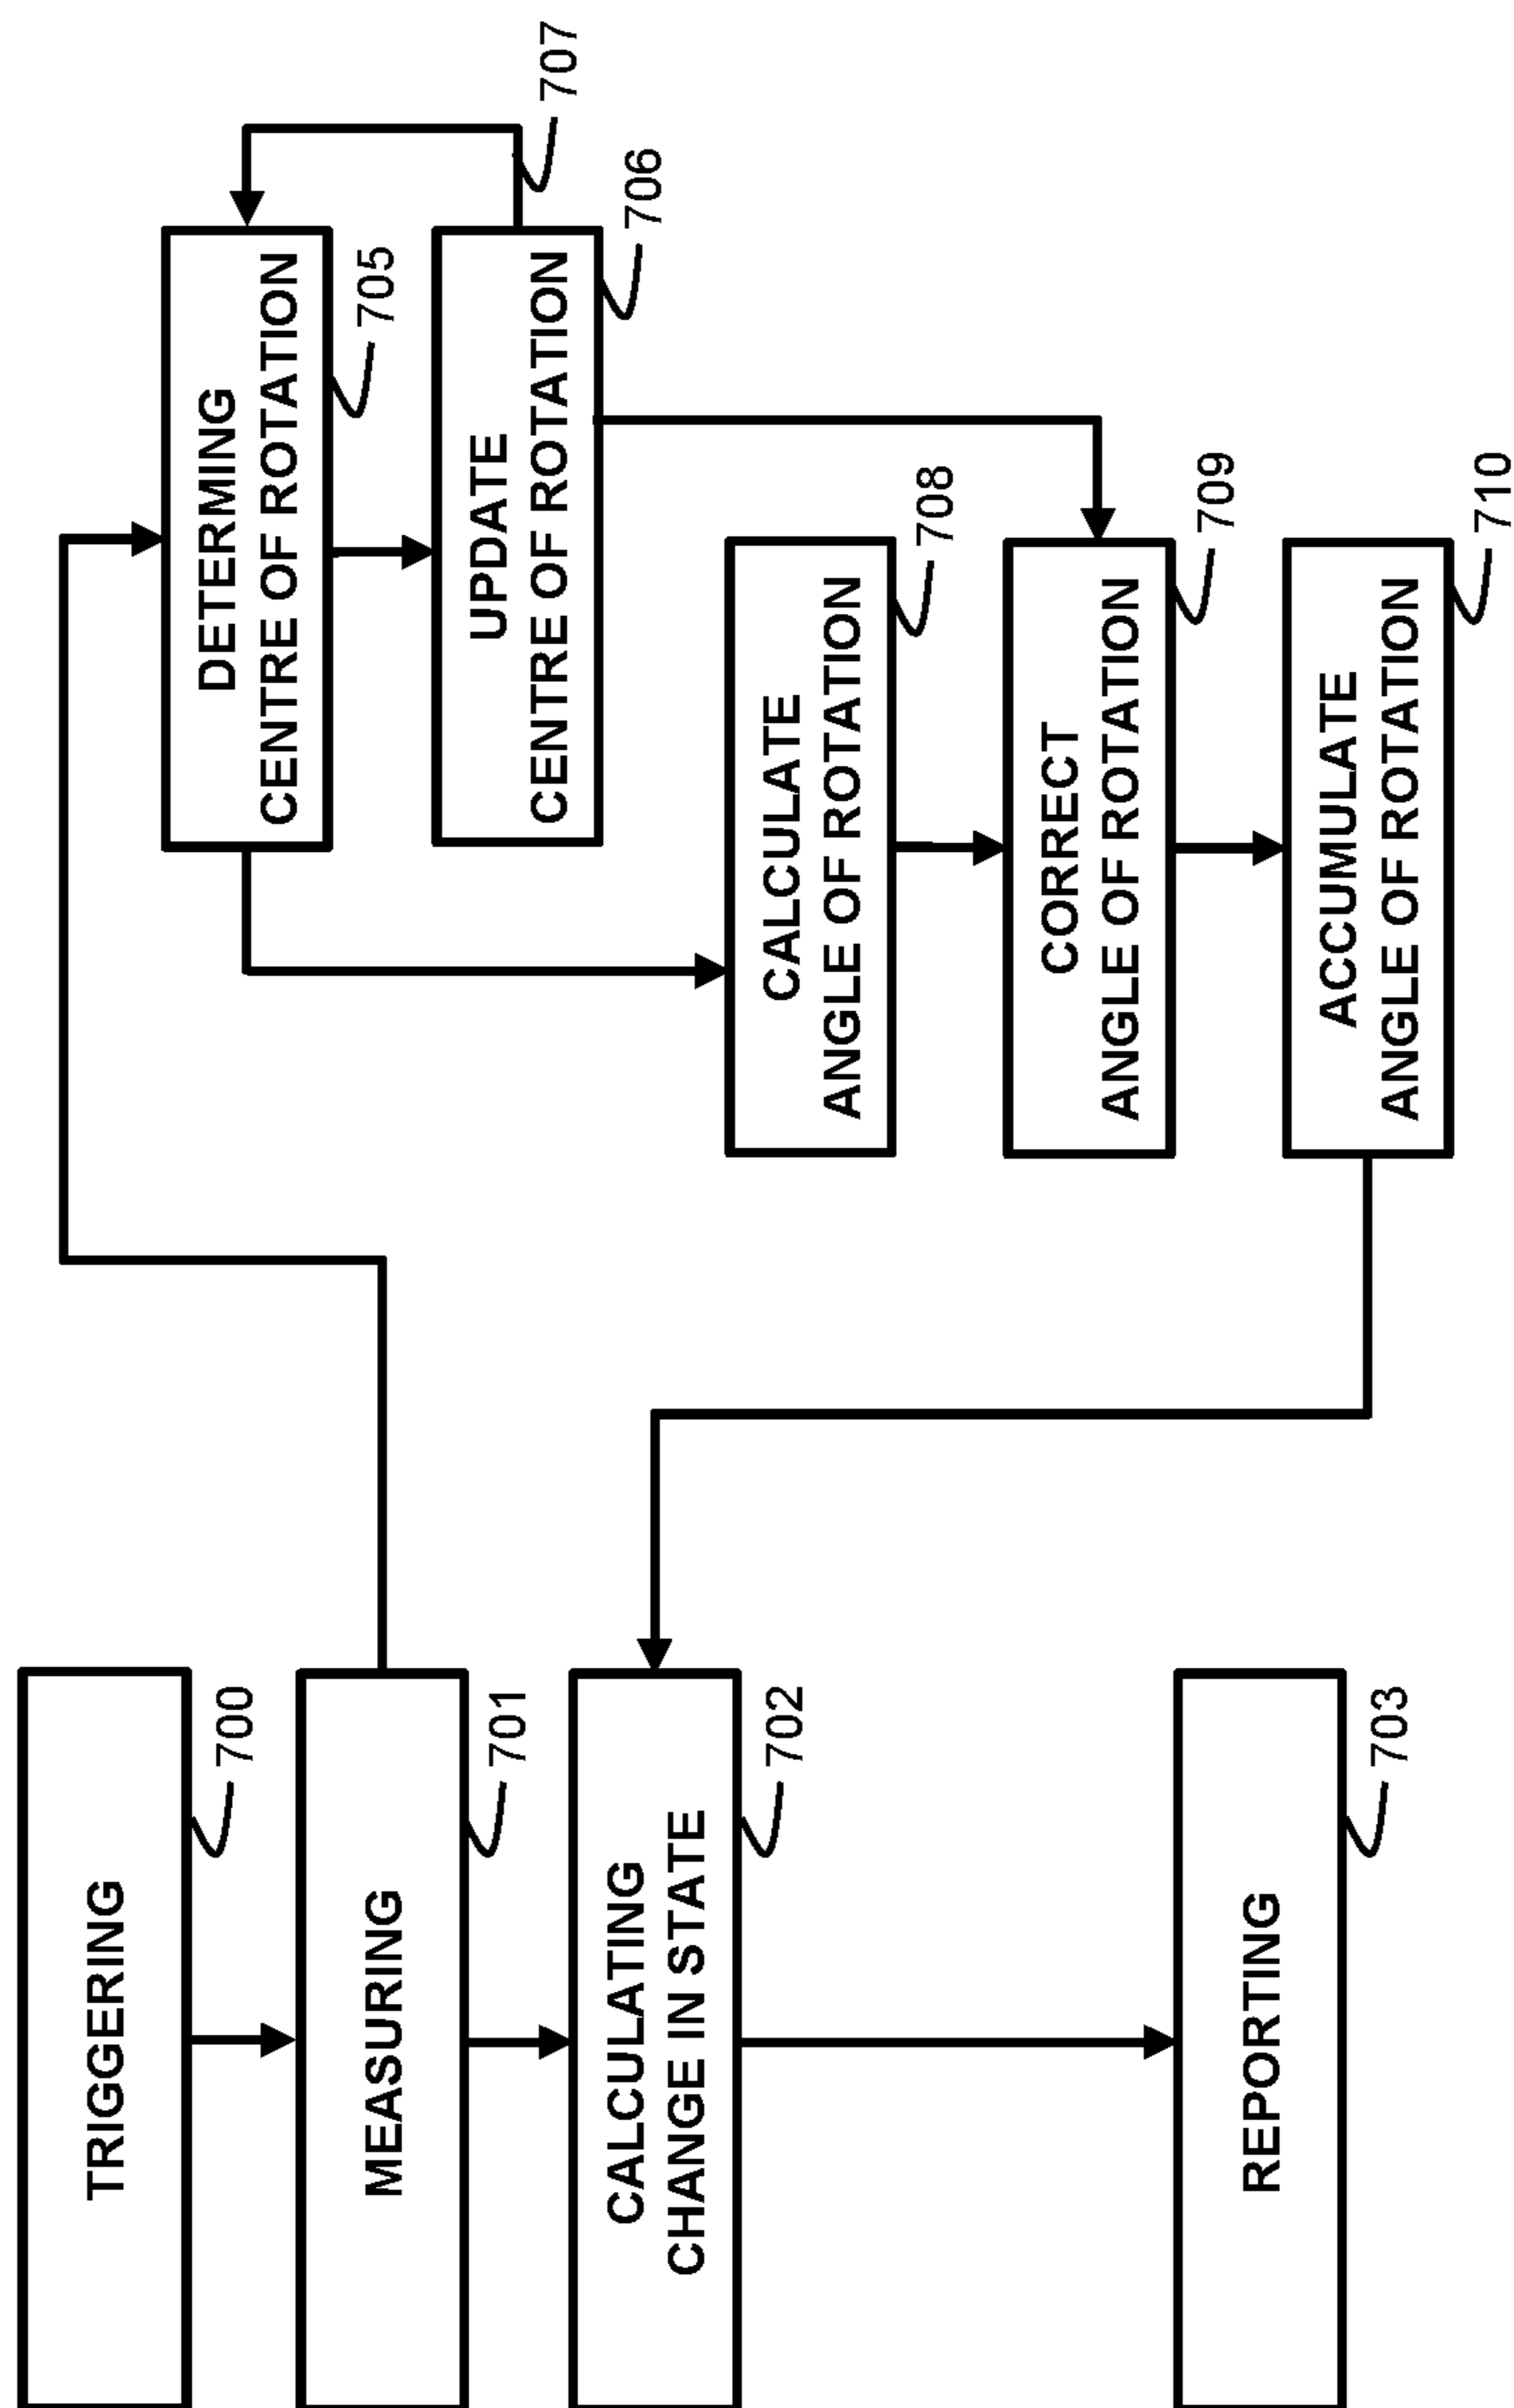 TRIGGERING
700
MEASURING
701
CALCULATING
CHANGE IN STATE
702
REPORTING
703
DETERMING
CENTRE OF ROTATION
705
UPDATE
CENTRE OF ROTATION
706
707
CALCULATE
ANGLE OF ROTATION
708
CORRECT
ANGLE OF ROTATION
709
ACCUMULATE
ANGLE OF ROTATION
710